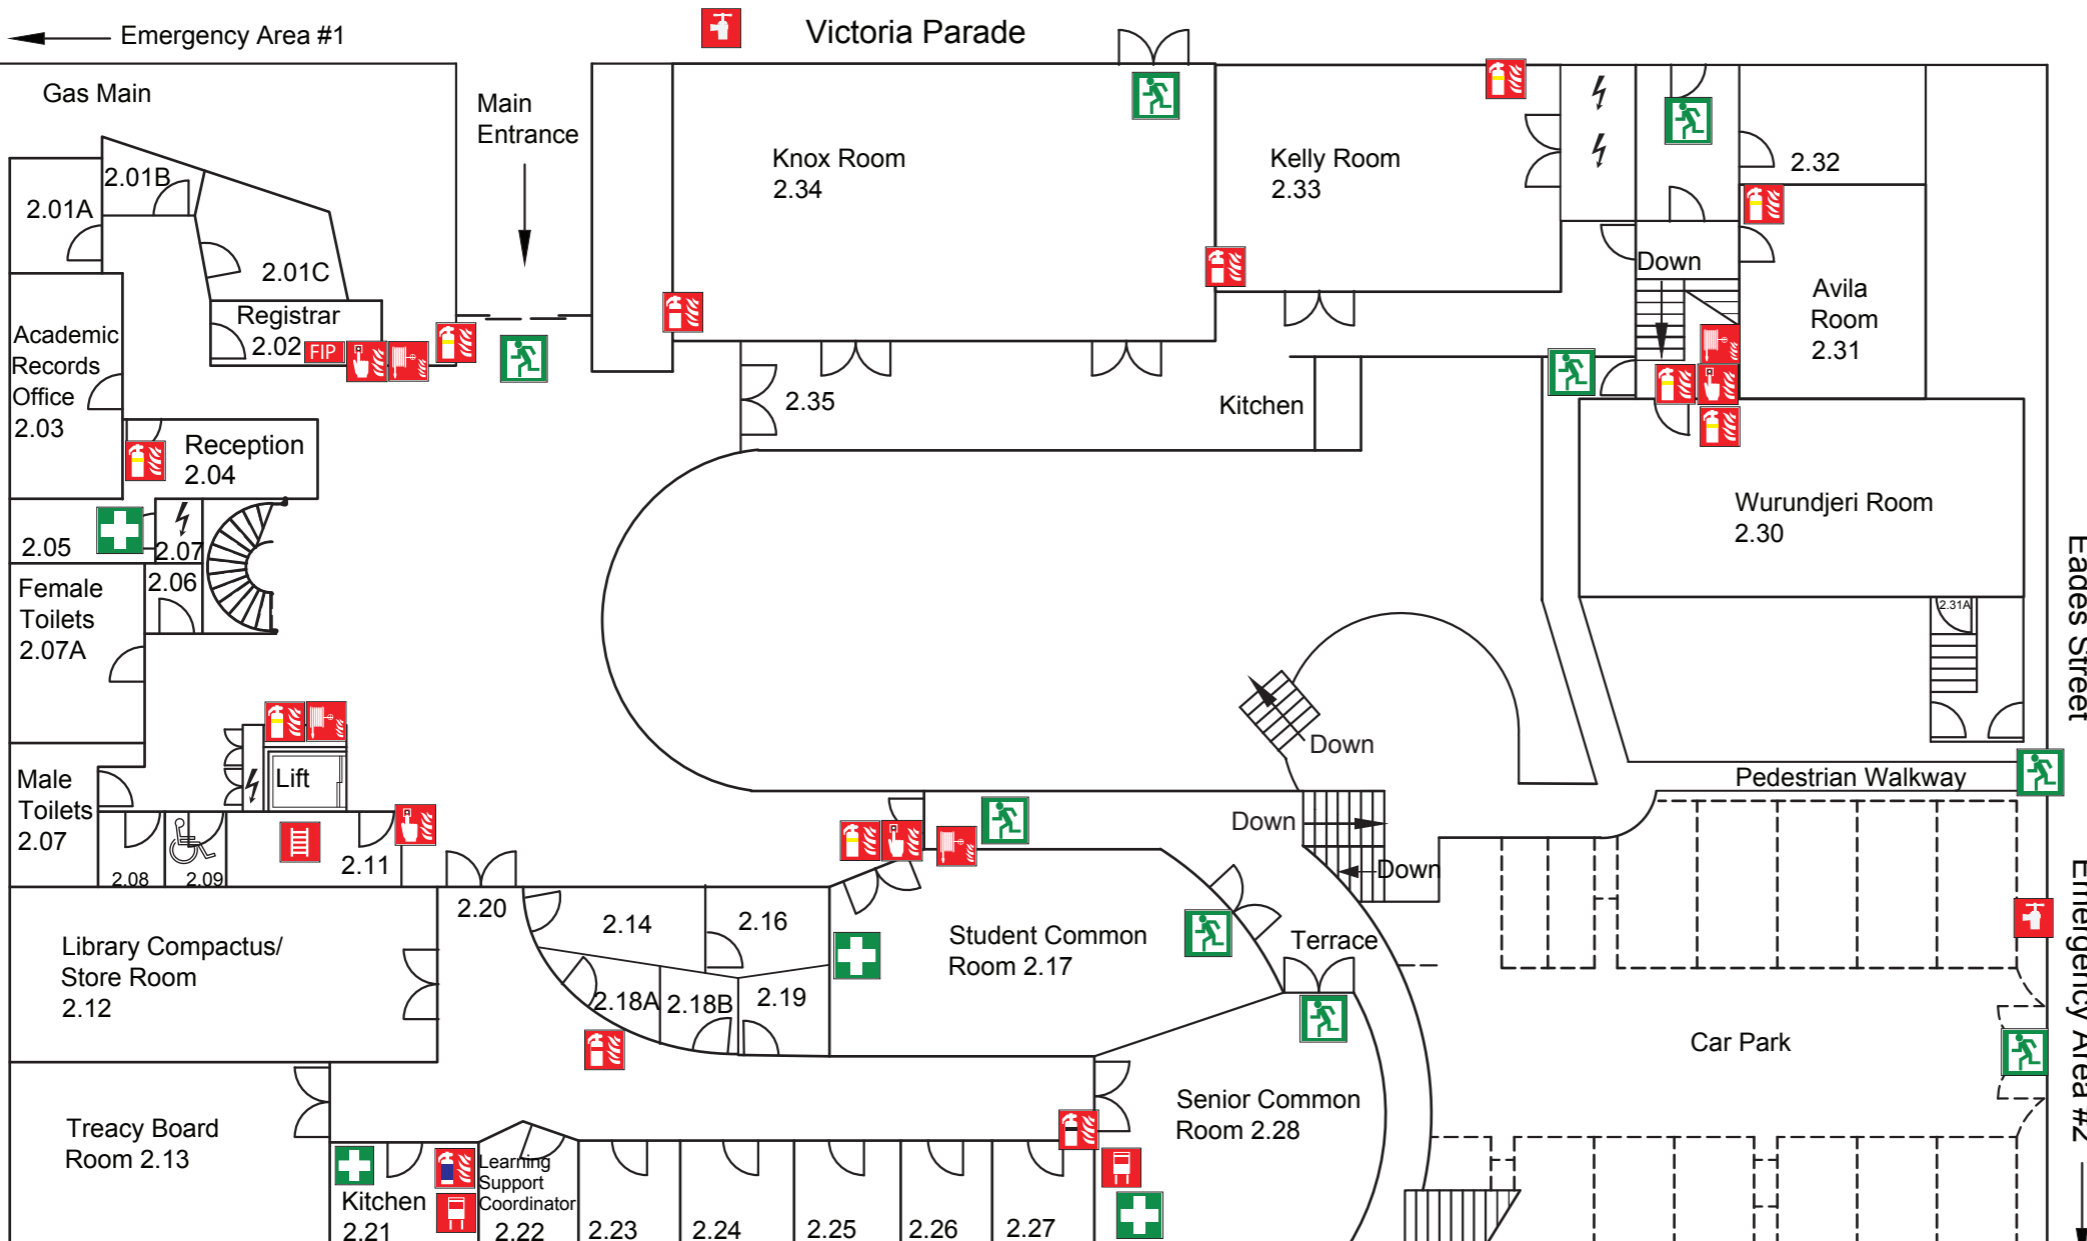 Emergency Area #1
Victoria Parade
Gas Main
Main
Entrance
2.01B
2.01A
2.01C
Knox Room
2.34
Kelly Room
2.33
2.32
Down
Avila
Room
2.31
Registrar
2.02
FIP
Academic
Records
Office
2.03
2.35
Kitchen
Reception
2.04
2.05
2.07
2.06
Wurundjeri Room
2.30
Female
Toilets
2.07A
2.31A
Eades Street
Lift
Down
Pedestrian Walkway
Male
Toilets
2.07
2.08
2.09
2.11
Down
Down
2.20
2.14
2.16
Library Compactus/
Store Room
2.12
Student Common
Room 2.17
Terrace
2.18A
2.18B
2.19
Car Park
Emergency Area #2
Treacy Board
Room 2.13
Senior Common
Room 2.28
Kitchen
2.21
Learning
Support
Coordinator
2.22
2.23
2.24
2.25
2.26
2.27